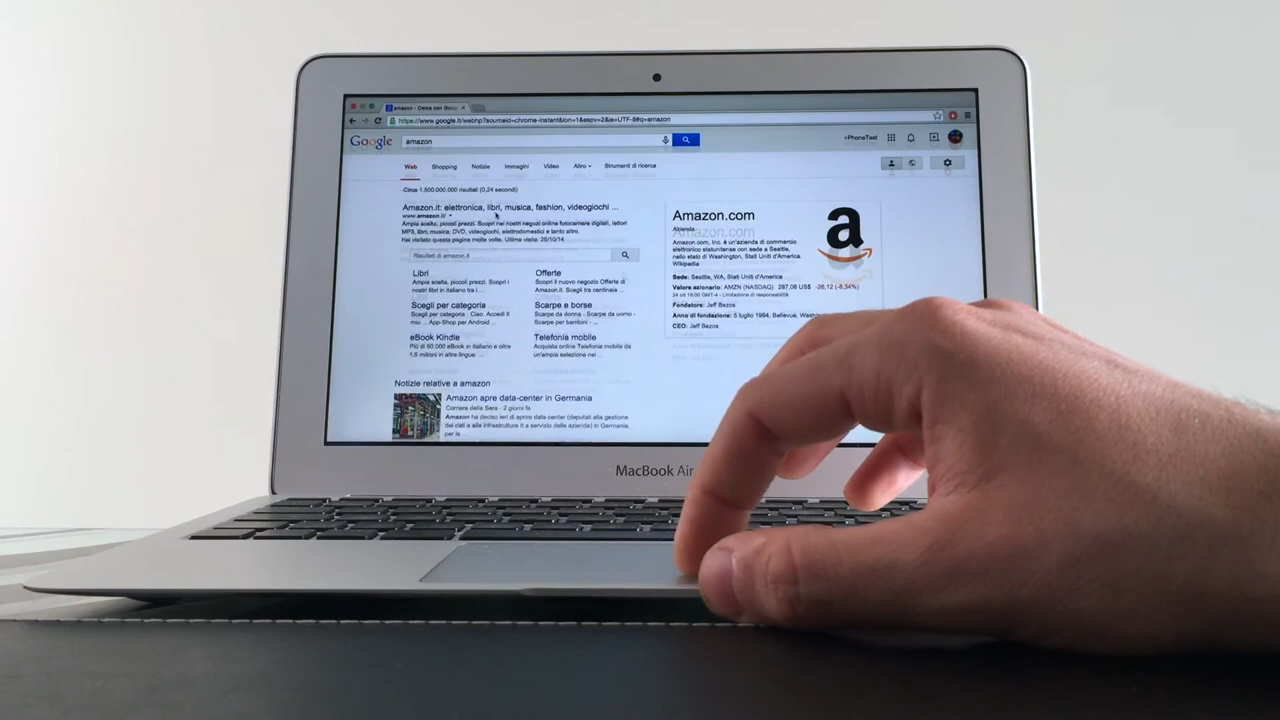 amazon - Cerca con Goo
https://www.google.it/webhp?sourceid=chrome-instant&ion=1&espv=2&ie=UTF-8#q=amazon
Google
amazon
+PhoneTest
Web Shopping Notizie Immagini Video Altro Strumenti di ricerca
Circa 1.500.000.000 risultati (0,24 secondi)
Amazon.it: elettronica, libri, musica, fashion, videogiochi ...
www.amazon.it/
Ampia scelta, piccoli prezzi. Scopri nei nostri negozi online fotocamere digitali, lettori
MP3, libri, musica, DVD, videogiochi, elettrodomestici e tanto altro.
Hai visitato questa pagina molte volte. Ultima visita: 25/10/14
Risultati di amazon.it
Libri
Ampia scelta, piccoli prezzi. Scopri i
nostri libri in italiano tra i ...
Offerte
Scopri il nuovo negozio Offerte di
Amazon.it. Scegli tra centinaia ...
Scegli per categoria
Scegli per categoria · Ciao. Accedi Il
mio ... App-Shop per Android ...
Scarpe e borse
Scarpe da donna - Scarpe da uomo -
Scarpe per bambini - ...
eBook Kindle
Più di 50.000 eBook in italiano e oltre
1,5 milioni in altre lingue. ...
Telefonia mobile
Acquista online Telefonia mobile da
un'ampia selezione nei ...
Notizie relative a amazon
Amazon apre data-center in Germania
Corriere della Sera - 2 giorni fa
Amazon ha deciso ieri di aprire data-center (deputati alla gestione
dei dati e alle infrastrutture it a servizio delle aziende) in Germania,
per le ...
Amazon.com
Azienda
Amazon.com, Inc. è un'azienda di commercio
elettronico statunitense con sede a Seattle,
nello stato di Washington, Stati Uniti d'America.
Wikipedia
Sede: Seattle, WA, Stati Uniti d'America
Valore azionario: AMZN (NASDAQ) 287,06 US$ -26,12 (-8,34%)
24 ott 16:00 GMT-4 - Limitazione di responsabilità
Fondatore: Jeff Bezos
Anno di fondazione: 5 luglio 1994, Bellevue,
CEO: Jeff Bezos
a
MacBook Air